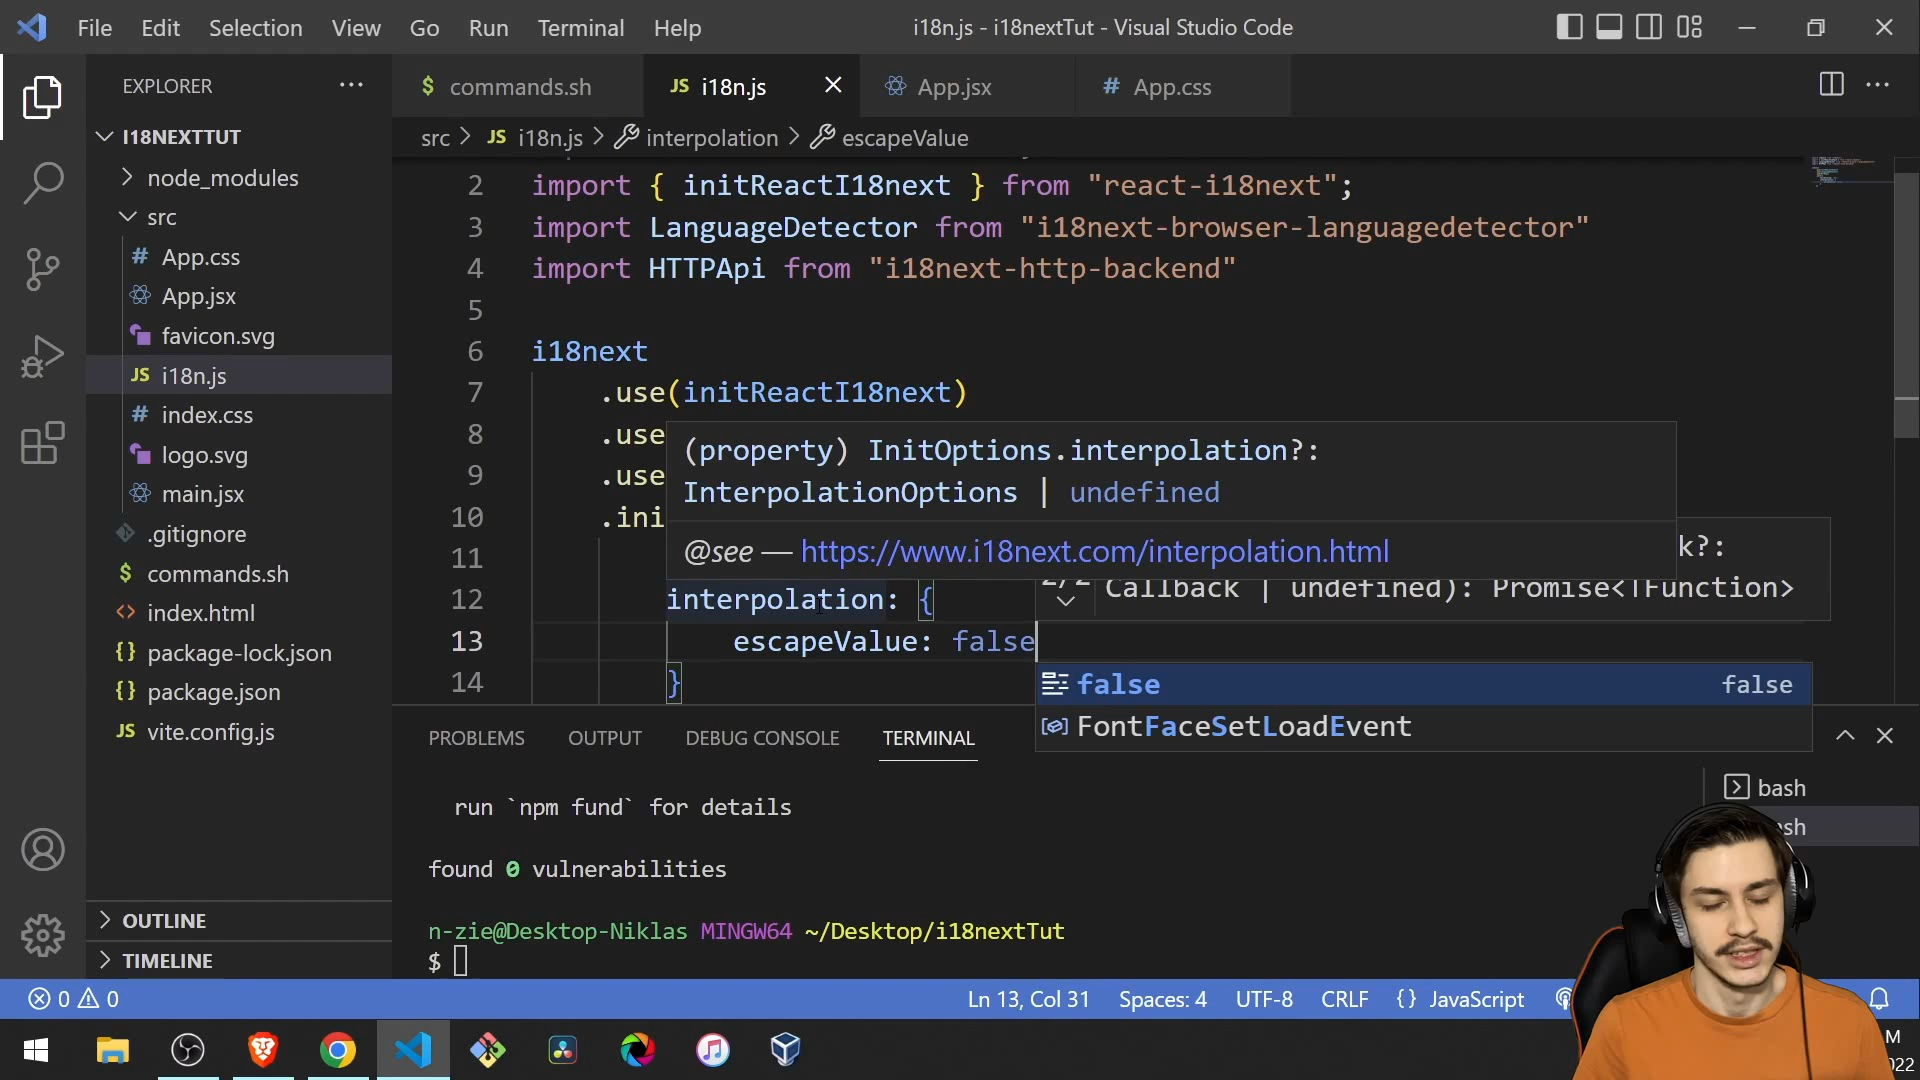 File Edit Selection View Go Run Terminal Help
i18n.js - i18nextTut - Visual Studio Code
EXPLORER
I18NEXTTUT
node_modules
src
App.css
App.jsx
favicon.svg
i18n.js
index.css
logo.svg
main.jsx
.gitignore
commands.sh
index.html
package-lock.json
package.json
vite.config.js
OUTLINE
TIMELINE
commands.sh
i18n.js
App.jsx
App.css
src > JS i18n.js > interpolation > escapeValue
2 import { initReactI18next } from "react-i18next";
3 import LanguageDetector from "i18next-browser-languagedetector"
4 import HTTPApi from "i18next-http-backend"
5
6 i18next
7 .use(initReactI18next)
8 .use
9 .use
10 .ini
11
12 interpolation: {
13 escapeValue: false
14 }
(property) InitOptions.interpolation?:
InterpolationOptions | undefined
@see — https://www.i18next.com/interpolation.html
k?:
2/2 Callback | undefined): Promise<TFunction>
false false
FontFaceSetLoadEvent
PROBLEMS OUTPUT DEBUG CONSOLE TERMINAL
run `npm fund` for details
found 0 vulnerabilities
n-zie@Desktop-Niklas MINGW64 ~/Desktop/i18nextTut
$
bash
sh
0 0
Ln 13, Col 31 Spaces: 4 UTF-8 CRLF {} JavaScript
M
022